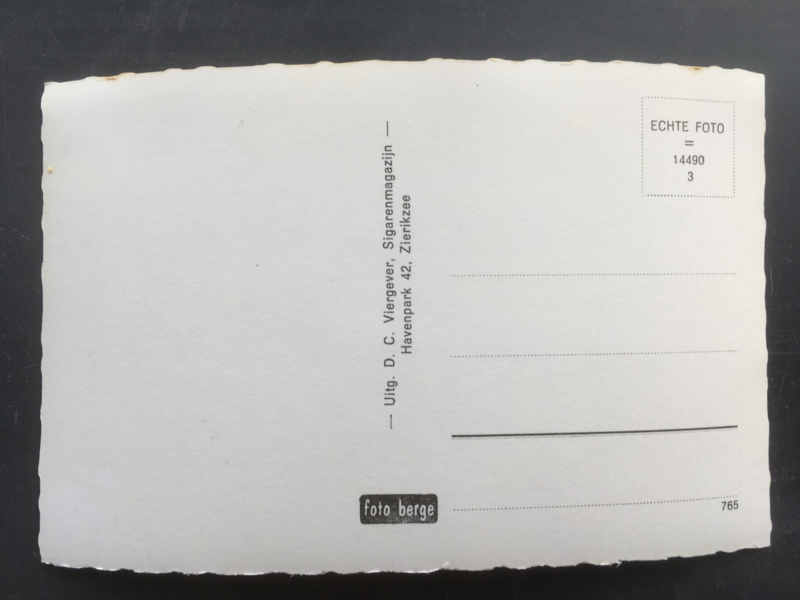 — Uitg. D. C. Viergever, Sigarenmagazijn —
Havenpark 42, Zierikzee
ECHTE FOTO
=
14490
3
foto berge
765